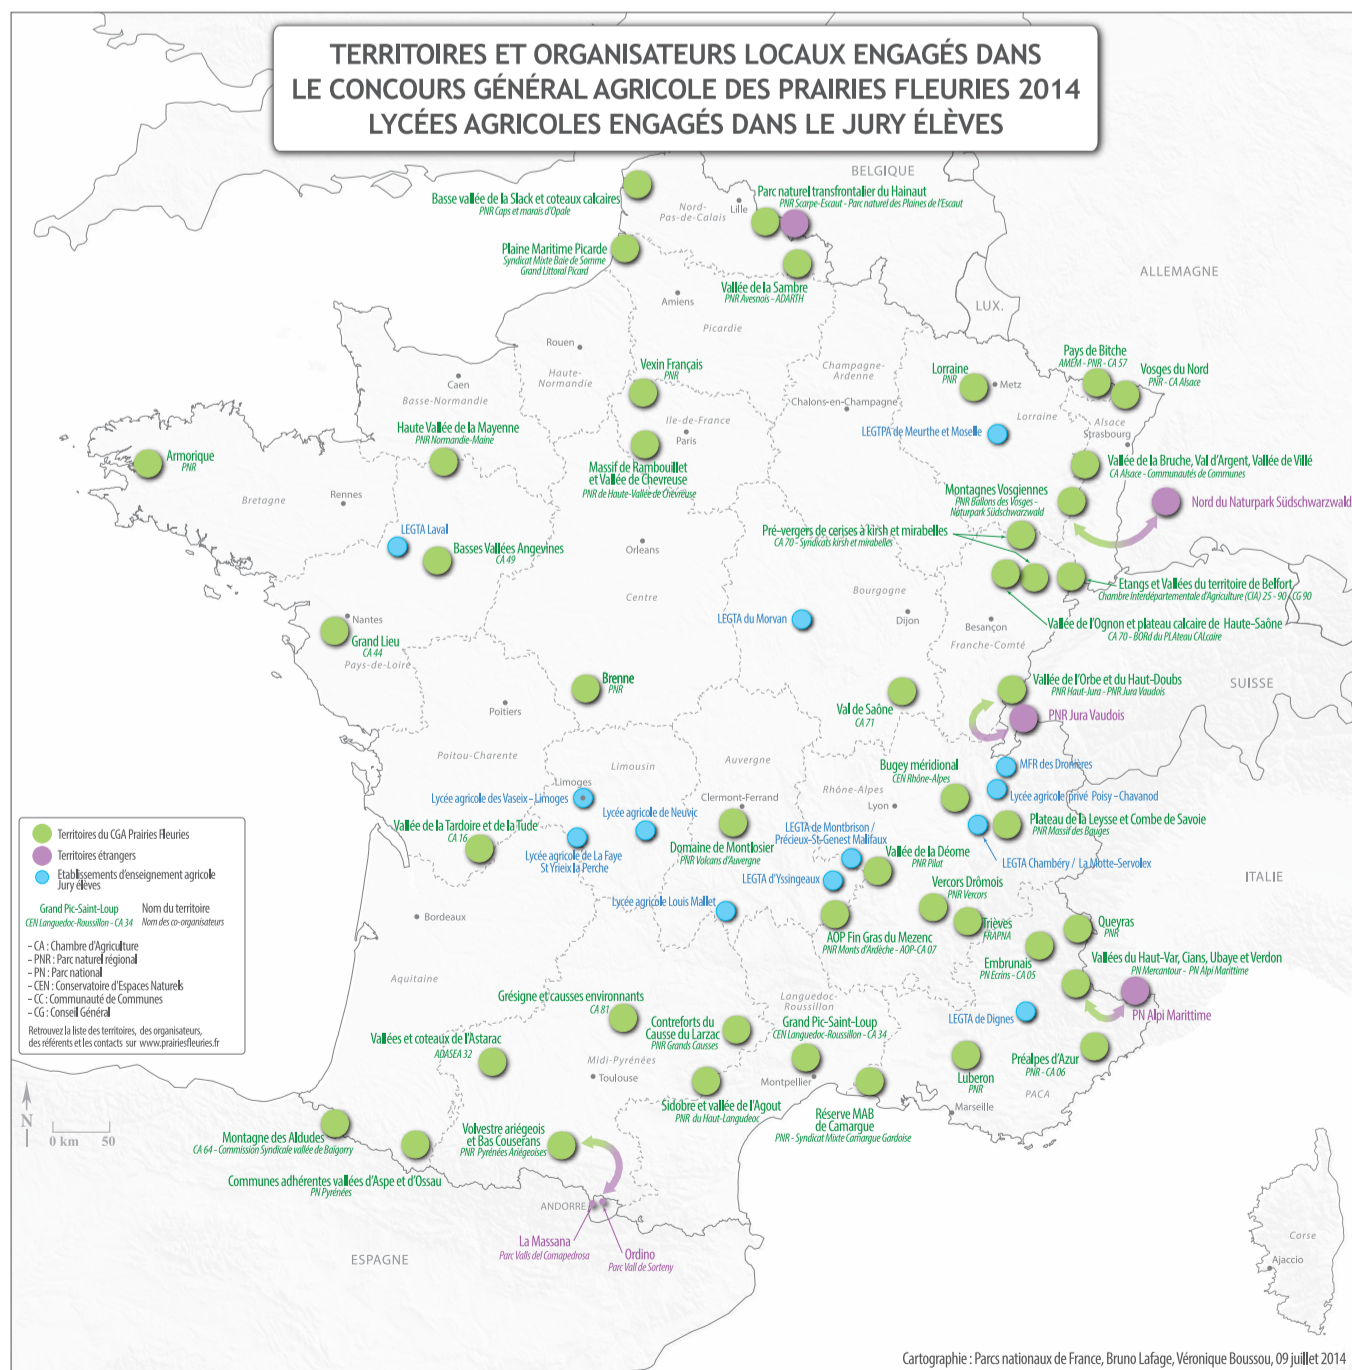 TERRITOIRES ET ORGANISATEURS LOCAUX ENGAGÉS DANS
LE CONCOURS GÉNÉRAL AGRICOLE DES PRAIRIES FLEURIES 2014
LYCÉES AGRICOLES ENGAGÉS DANS LE JURY ÉLÈVES
BELGIQUE
Basse vallée de la Slack et coteaux calcaires
PNR Caps et marais d'Opale
Nord-
Pas-de-Calais
Lille
Parc naturel transfrontalier du Hainaut
PNR Scarpe-Escaut - Parc naturel des Plaines de l'Escaut
Plaine Maritime Picarde
Syndicat Mixte Baie de Somme
Grand Littoral Picard
Vallée de la Sambre
PNR Avesnois - ADARTH
ALLEMAGNE
Amiens
LUX.
Picardie
Rouen
Haute-
Normandie
Vexin Français
PNR
Champagne-
Ardenne
Lorraine
PNR
Metz
Pays de Bitche
AMEM - PNR - CA 57
Vosges du Nord
PNR - CA Alsace
Caen
Basse-Normandie
Chalons-en-Champagne
Lorraine
Alsace
Strasbourg
Ile-de-France
Paris
LEGTPA de Meurthe et Moselle
Haute Vallée de la Mayenne
PNR Normandie-Maine
Armorique
PNR
Massif de Rambouillet
et Vallée de Chevreuse
PNR de Haute-Vallée de Chevreuse
Vallée de la Bruche, Val d'Argent, Vallée de Villé
CA Alsace - Communautés de Communes
Bretagne
Rennes
Montagnes Vosgiennes
PNR Ballons des Vosges -
Naturpark Südschwarzwald
Nord du Naturpark Südschwarzwald
LEGTA Laval
Basses Vallées Angevines
CA 49
Orleans
Pré-vergers de cerises à kirsh et mirabelles
CA 70 - Syndicats kirsh et mirabelles
Etangs et Vallées du territoire de Belfort
Chambre Interdépartementale d'Agriculture (CIA) 25 - 90 - CG 90
Centre
Bourgogne
LEGTA du Morvan
Dijon
Besançon
Franche-Comté
Vallée de l'Ognon et plateau calcaire de Haute-Saône
CA 70 - BORd du PLAteau CALcaire
Nantes
Grand Lieu
CA 44
Pays-de-Loire
Brenne
PNR
Vallée de l'Orbe et du Haut-Doubs
PNR Haut-Jura - PNR Jura Vaudois
SUISSE
Poitiers
Val de Saône
CA 71
PNR Jura Vaudois
Poitou-Charente
Limousin
Auvergne
Bugey méridional
CEN Rhône-Alpes
MFR des Dronières
Limoges
Lycée agricole des Vaseix - Limoges
Lycée agricole de Neuvic
Clermont-Ferrand
Rhône-Alpes
Lyon
Lycée agricole privé Poisy - Chavanod
Plateau de la Leysse et Combe de Savoie
PNR Massif des Bauges
Territoires du CGA Prairies Fleuries
Territoires étrangers
Etablissements d'enseignement agricole
Jury élèves
Grand Pic-Saint-Loup
CEN Languedoc-Roussillon - CA 34
Nom du territoire
Nom des co-organisateurs
- CA : Chambre d'Agriculture
- PNR : Parc naturel régional
- PN : Parc national
- CEN : Conservatoire d'Espaces Naturels
- CC : Communauté de Communes
- CG : Conseil Général
Retrouvez la liste des territoires, des organisateurs,
des référents et les contacts sur www.prairiesfleuries.fr
Vallée de la Tardoire et de la Tude
CA 16
Lycée agricole de La Faye
St Yrieix la Perche
Domaine de Montlosier
PNR Volcans d'Auvergne
LEGTA de Montbrison /
Précieux-St-Genest Malifaux
Vallée de la Déome
PNR Pilat
LEGTA Chambéry / La Motte-Servolex
LEGTA d'Yssingeaux
ITALIE
Lycée agricole Louis Mallet
Vercors Drômois
PNR Vercors
Bordeaux
Trièves
FRAPNA
Queyras
PNR
AOP Fin Gras du Mezenc
PNR Monts d'Ardèche - AOP-CA 07
Embrunais
PN Ecrins - CA 05
Vallées du Haut-Var, Cians, Ubaye et Verdon
PN Mercantour - PN Alpi Marittime
Aquitaine
Grésigne et causses environnants
CA 81
Languedoc-
Roussillon
LEGTA de Dignes
PN Alpi Marittime
Contreforts du
Causse du Larzac
PNR Grands Causses
Grand Pic-Saint-Loup
CEN Languedoc-Roussillon - CA 34
Vallées et coteaux de l'Astarac
ADASEA 32
Midi-Pyrénées
Toulouse
Montpellier
Luberon
PNR
Préalpes d'Azur
PNR - CA 06
PACA
Marseille
N
0 km 50
Sidobre et vallée de l'Agout
PNR du Haut-Langudeoc
Réserve MAB
de Camargue
PNR - Syndicat Mixte Camargue Gardoise
Montagne des Aldudes
CA 64 - Commission Syndicale vallée de Baigorry
Volvestre ariégeois
et Bas Couserans
PNR Pyrénées Ariégeoises
Communes adhérentes vallées d'Aspe et d'Ossau
PN Pyrénées
ANDORRE
La Massana
Parc Valls del Comapedrosa
Ordino
Parc Vall de Sorteny
ESPAGNE
Corse
Ajaccio
Cartographie : Parcs nationaux de France, Bruno Lafage, Véronique Boussou, 09 juillet 2014